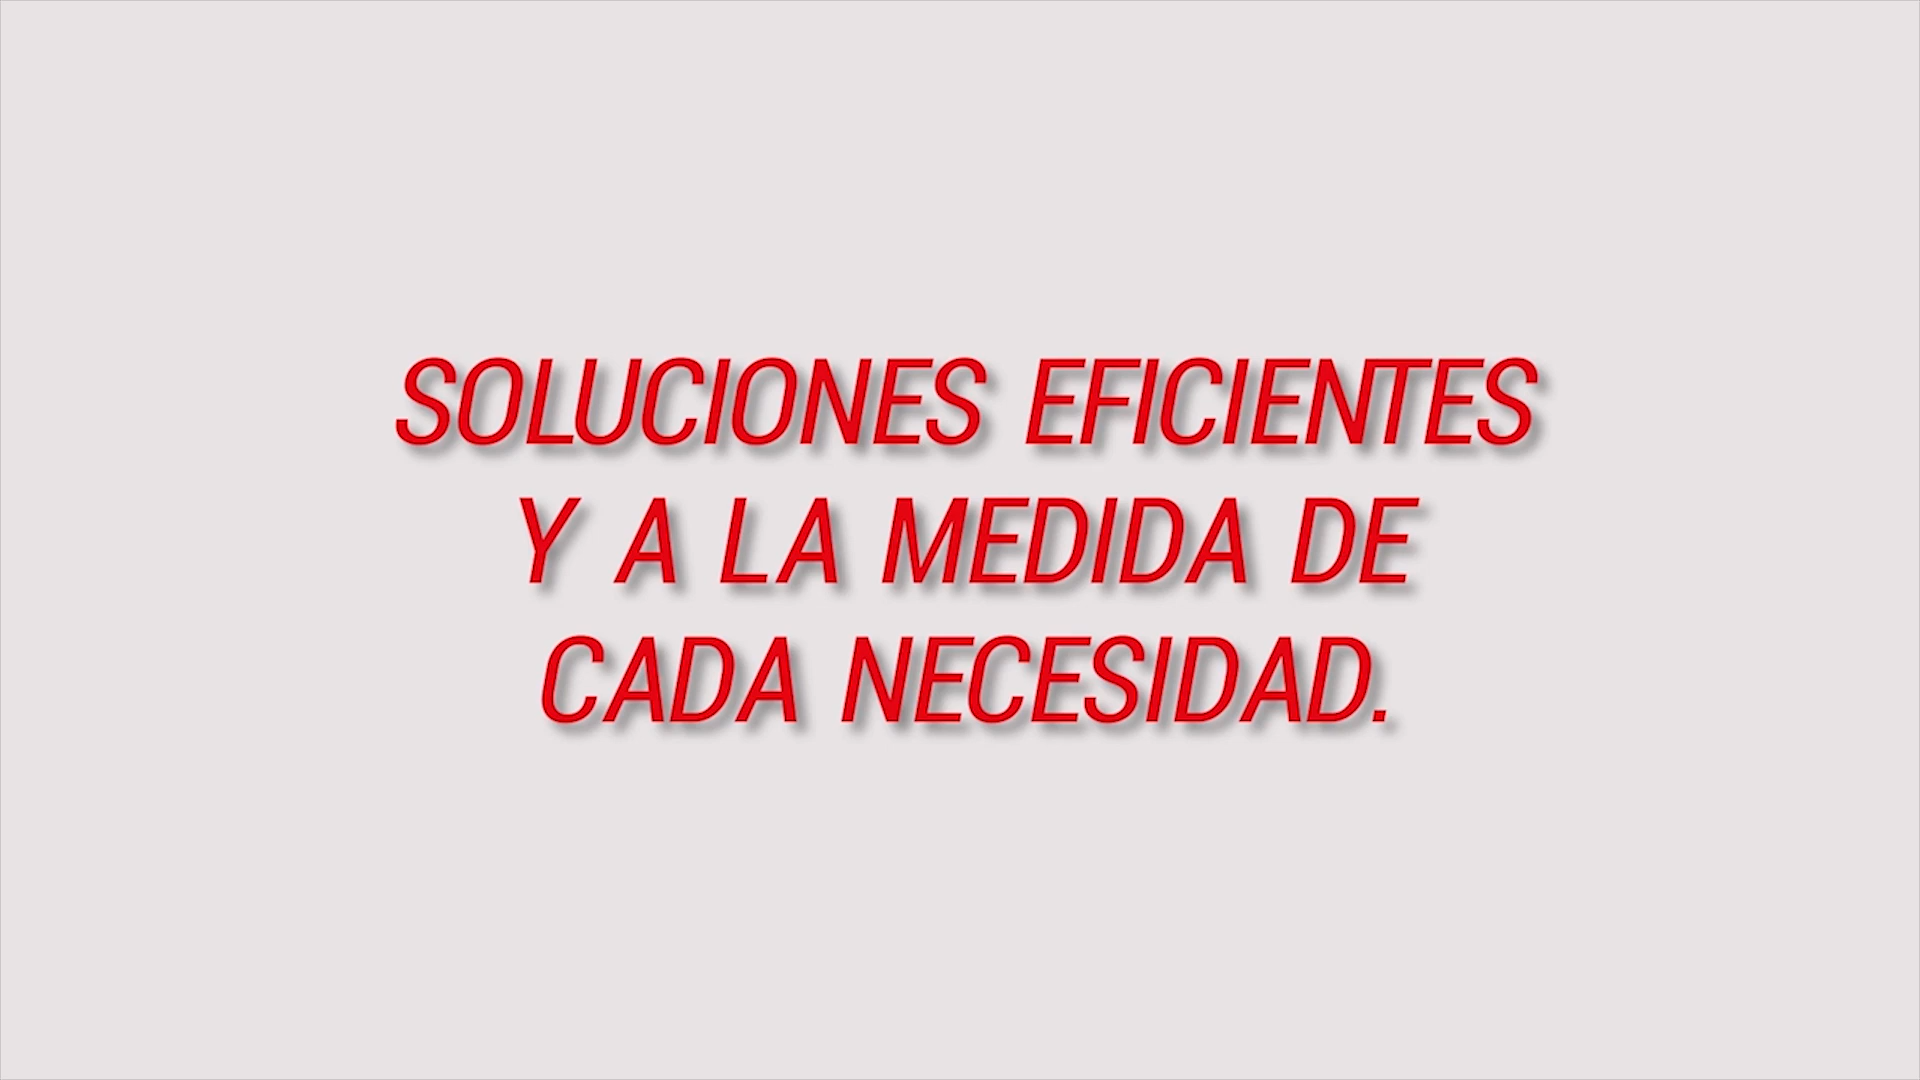 SOLUCIONES EFICIENTES
Y A LA MEDIDA DE
CADA NECESIDAD.